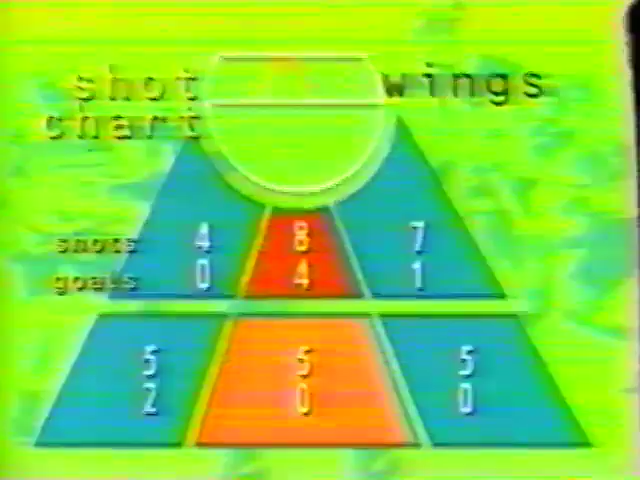 shot wings
chart
shots 4 8 7
goals 0 4 1
5 5 5
2 0 0